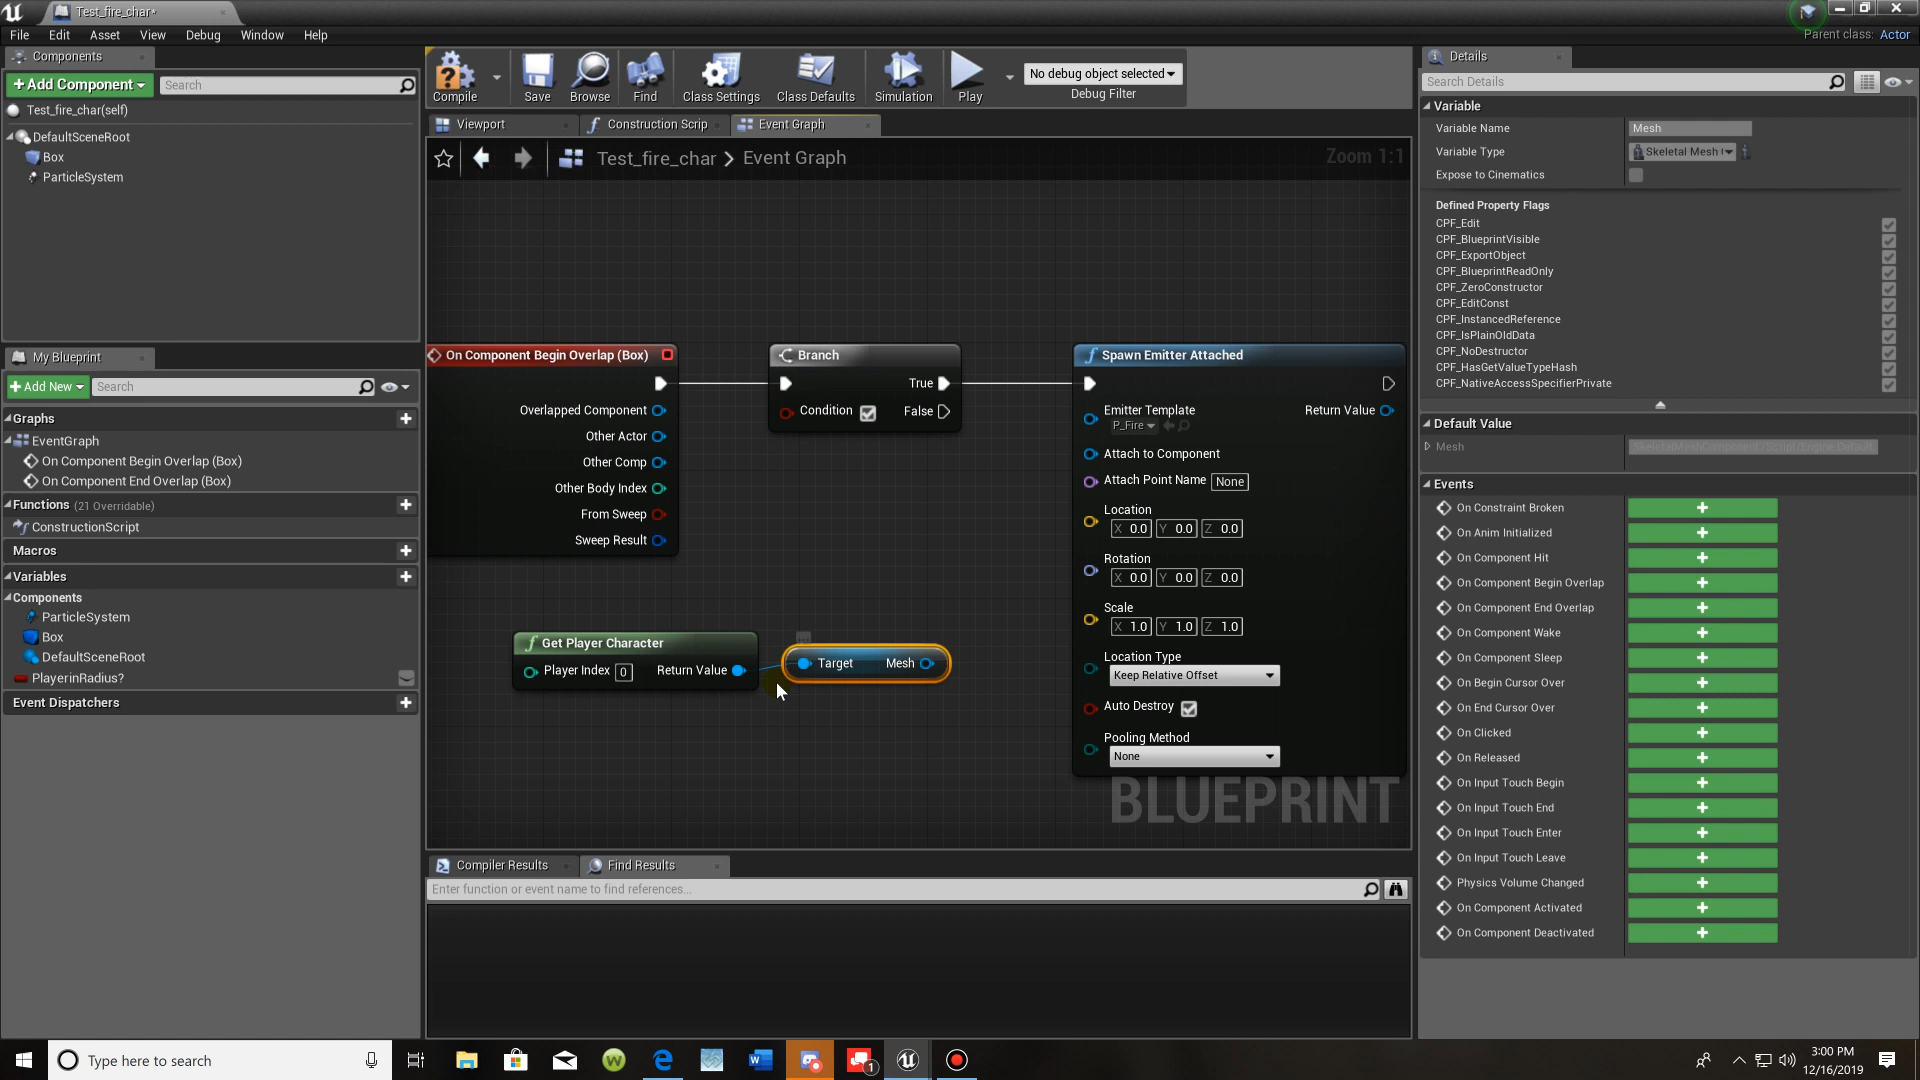 Test_fire_char*
File Edit Asset View Debug Window Help
Parent class: Actor
Components
+Add Component
Search
Test_fire_char(self)
DefaultSceneRoot
Box
ParticleSystem
Compile
Save
Browse
Find
Class Settings
Class Defaults
Simulation
Play
No debug object selected
Debug Filter
Viewport
Construction Scrip
Event Graph
Test_fire_char > Event Graph
Zoom 1:1
My Blueprint
+Add New
Search
Graphs
EventGraph
On Component Begin Overlap (Box)
On Component End Overlap (Box)
Functions (21 Overridable)
ConstructionScript
Macros
Variables
Components
ParticleSystem
Box
DefaultSceneRoot
PlayerinRadius?
Event Dispatchers
On Component Begin Overlap (Box)
Overlapped Component
Other Actor
Other Comp
Other Body Index
From Sweep
Sweep Result
Branch
True
Condition
False
Get Player Character
Player Index 0
Return Value
Target
Mesh
Spawn Emitter Attached
Emitter Template
P_Fire
Return Value
Attach to Component
Attach Point Name None
Location
X 0.0 Y 0.0 Z 0.0
Rotation
X 0.0 Y 0.0 Z 0.0
Scale
X 1.0 Y 1.0 Z 1.0
Location Type
Keep Relative Offset
Auto Destroy
Pooling Method
None
BLUEPRINT
Compiler Results
Find Results
Enter function or event name to find references...
Details
Search Details
Variable
Variable Name Mesh
Variable Type Skeletal Mesh
Expose to Cinematics
Defined Property Flags
CPF_Edit
CPF_BlueprintVisible
CPF_ExportObject
CPF_BlueprintReadOnly
CPF_ZeroConstructor
CPF_EditConst
CPF_InstancedReference
CPF_IsPlainOldData
CPF_NoDestructor
CPF_HasGetValueTypeHash
CPF_NativeAccessSpecifierPrivate
Default Value
Mesh
Events
On Constraint Broken
On Anim Initialized
On Component Hit
On Component Begin Overlap
On Component End Overlap
On Component Wake
On Component Sleep
On Begin Cursor Over
On End Cursor Over
On Clicked
On Released
On Input Touch Begin
On Input Touch End
On Input Touch Enter
On Input Touch Leave
Physics Volume Changed
On Component Activated
On Component Deactivated
Type here to search
1
3:00 PM
12/16/2019